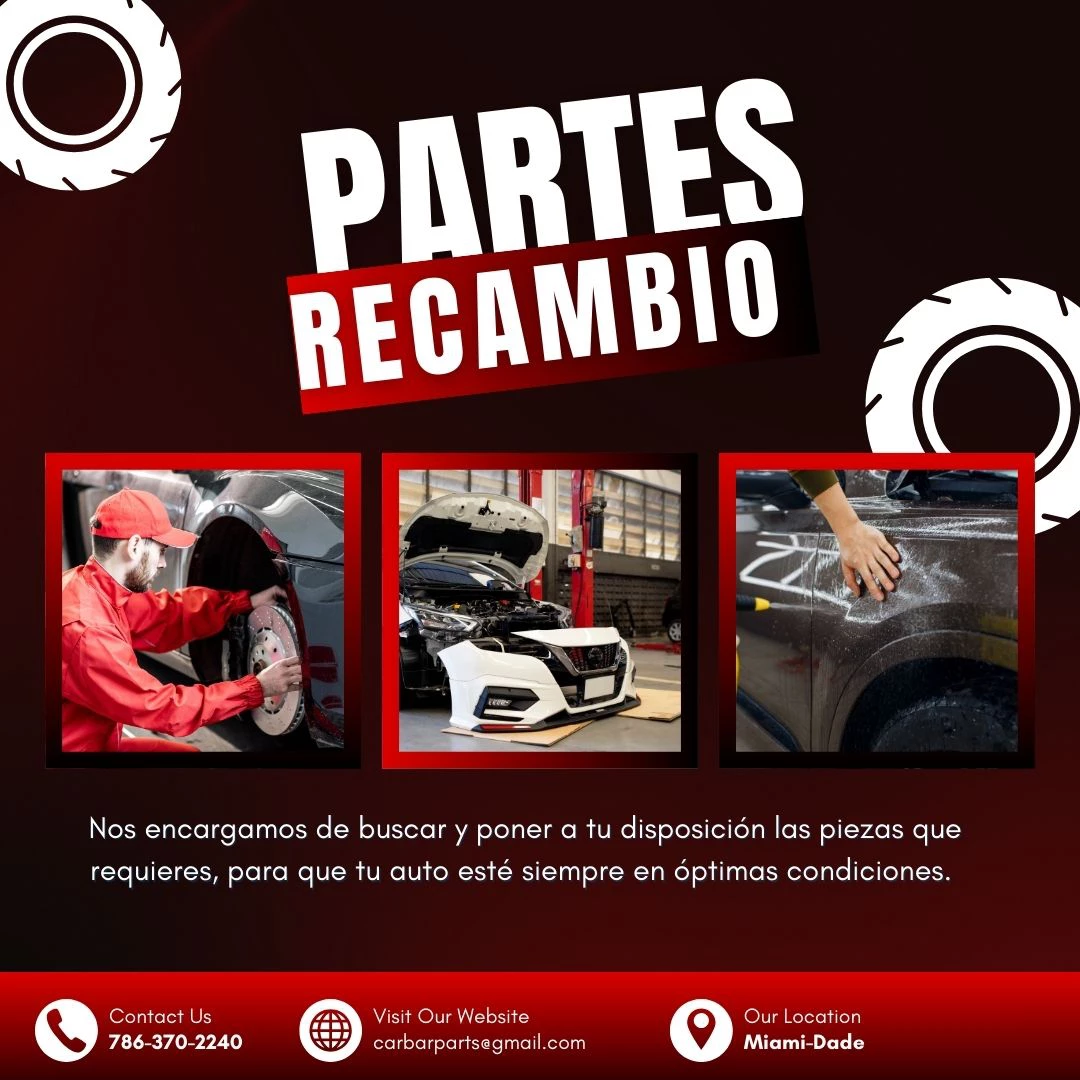 PARTES
RECAMBIO
Nos encargamos de buscar y poner a tu disposición las piezas que
requieres, para que tu auto esté siempre en óptimas condiciones.
Contact Us
786-370-2240
Visit Our Website
carbarparts@gmail.com
Our Location
Miami-Dade